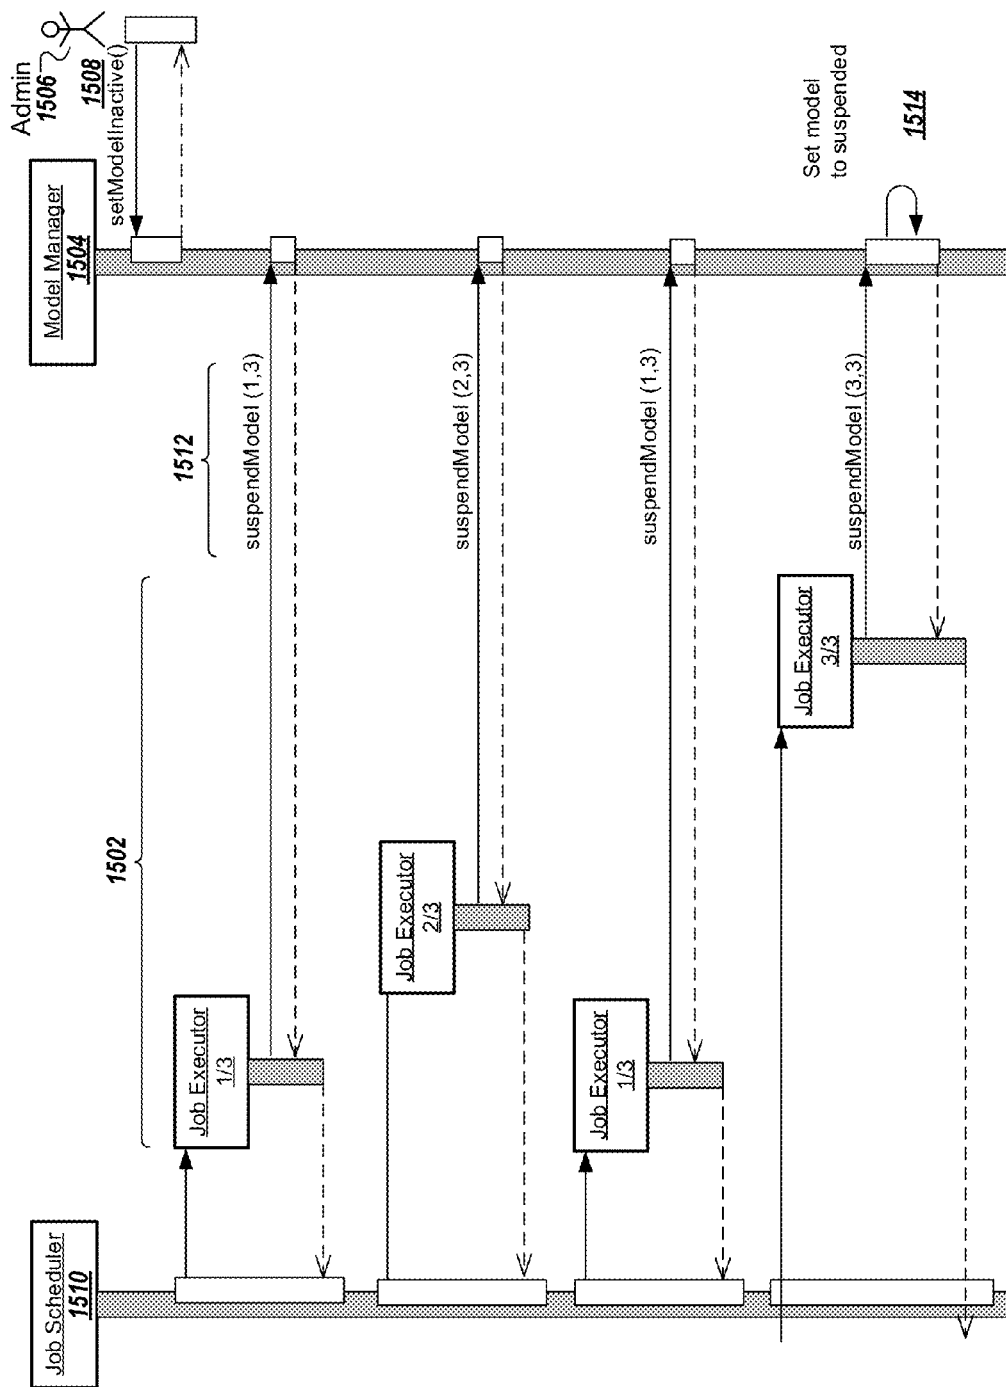 Admin
1506
1508
setModelInactive()
Model Manager
1504
1512
suspendModel (1,3)
suspendModel (2,3)
suspendModel (1,3)
suspendModel (3,3)
Set model
to suspended
1514
1502
Job Executor
1/3
Job Executor
2/3
Job Executor
1/3
Job Executor
3/3
Job Scheduler
1510